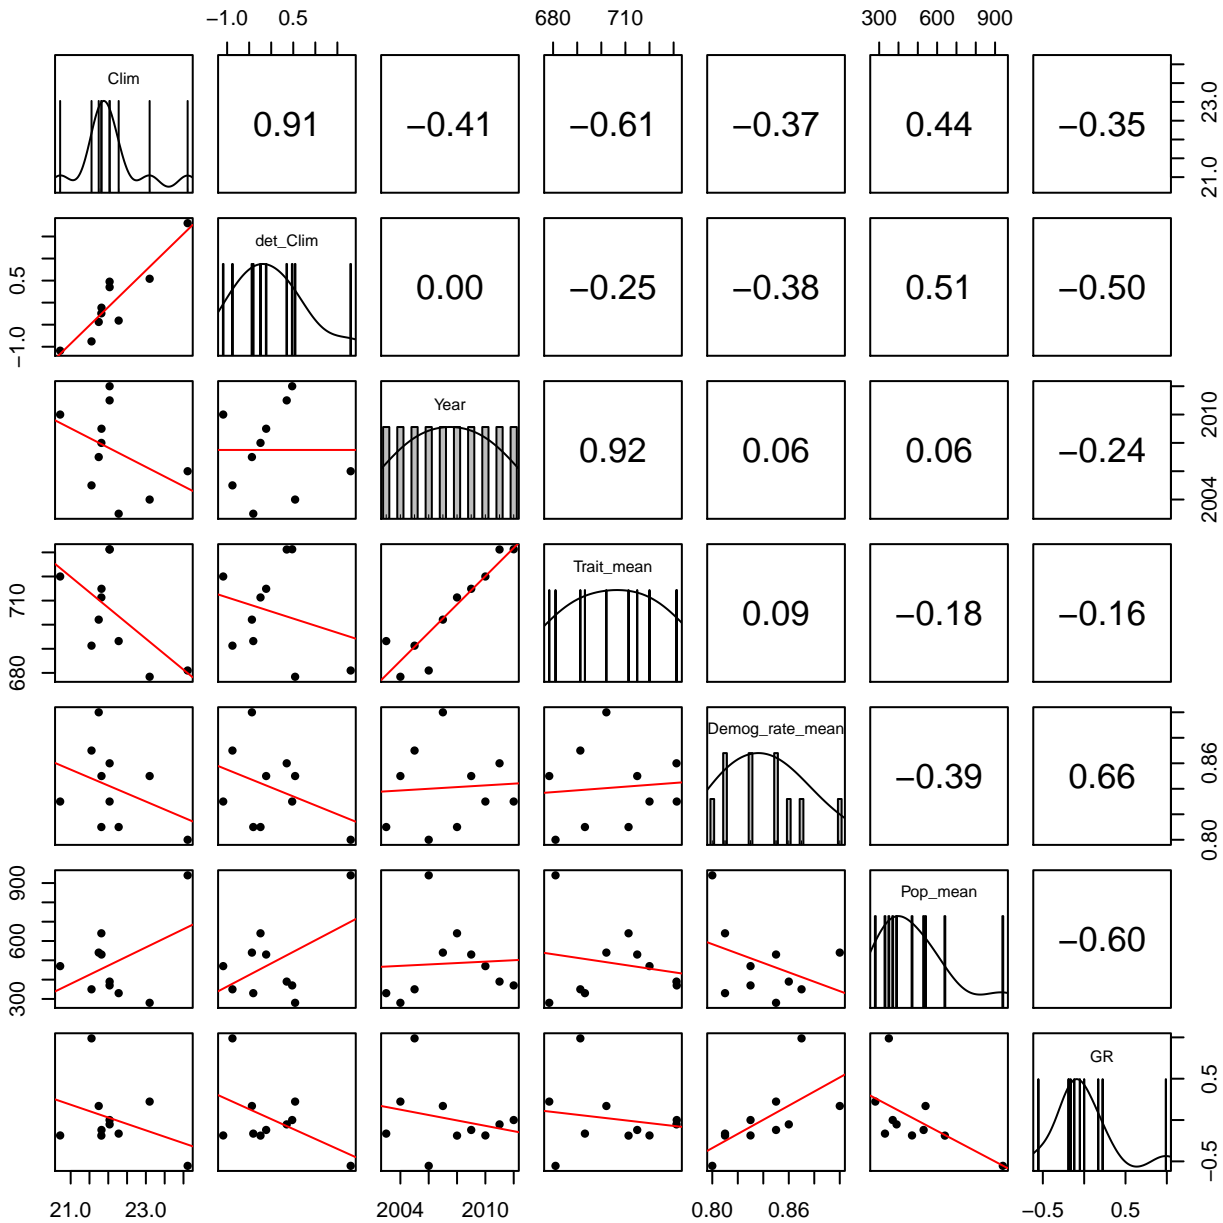 −1.0 0.5 680 710 300 600 900
Clim 0.91 −0.41 −0.61 −0.37 0.44 −0.35 21.0 23.0
−1.0 0.5 det_Clim 0.00 −0.25 −0.38 0.51 −0.50
Year 0.92 0.06 0.06 −0.24 2004 2010
680 710 Trait_mean 0.09 −0.18 −0.16
Demog_rate_mean −0.39 0.66 0.80 0.86
300 600 900 Pop_mean −0.60
GR −0.5 0.5
21.0 23.0 2004 2010 0.80 0.86 −0.5 0.5